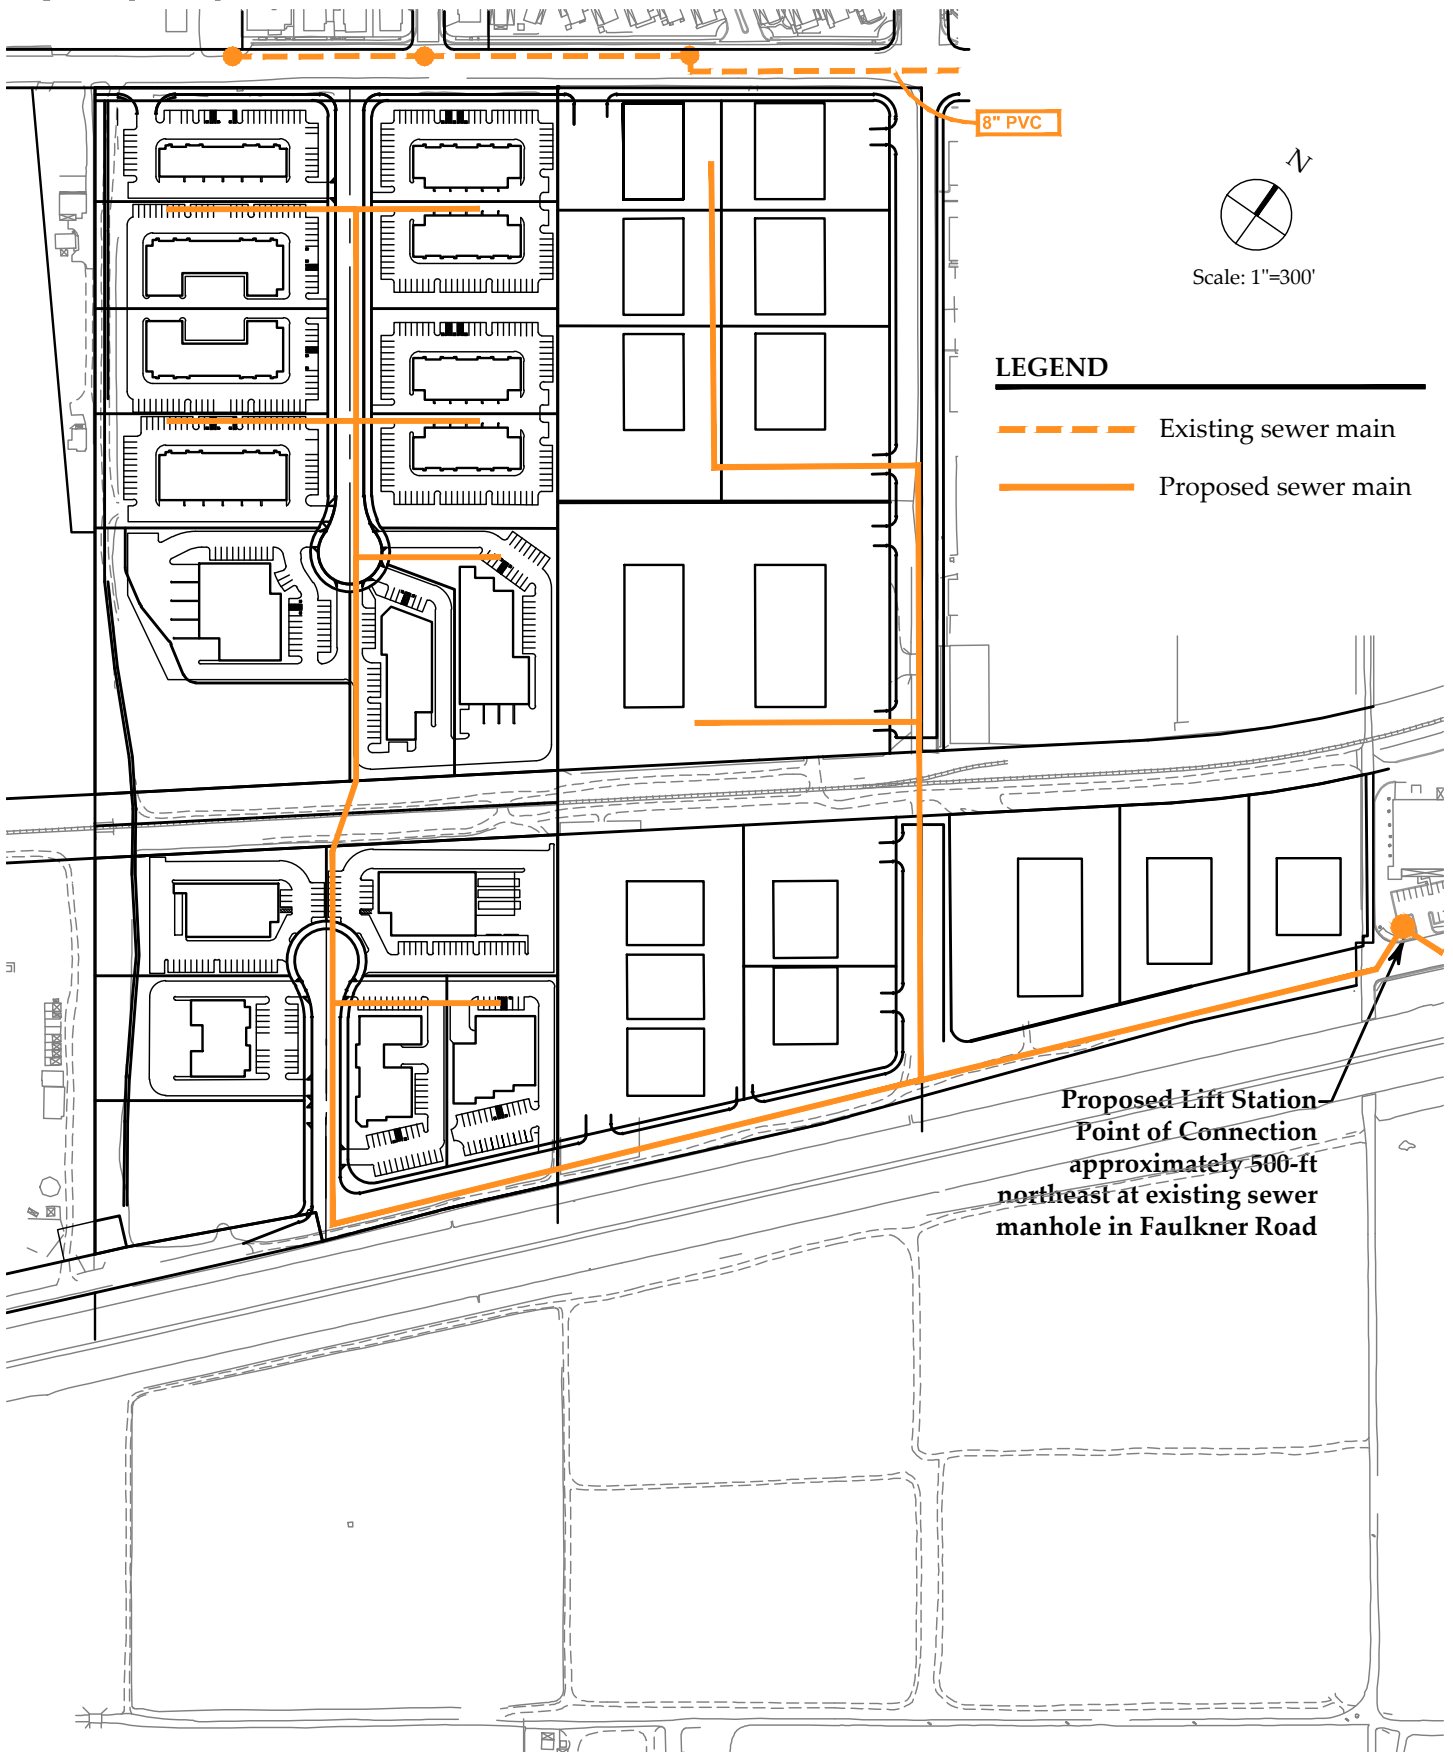 8" PVC
N
Scale: 1"=300'
LEGEND
Existing sewer main
Proposed sewer main
Proposed Lift Station-
Point of Connection
approximately 500-ft
northeast at existing sewer
manhole in Faulkner Road